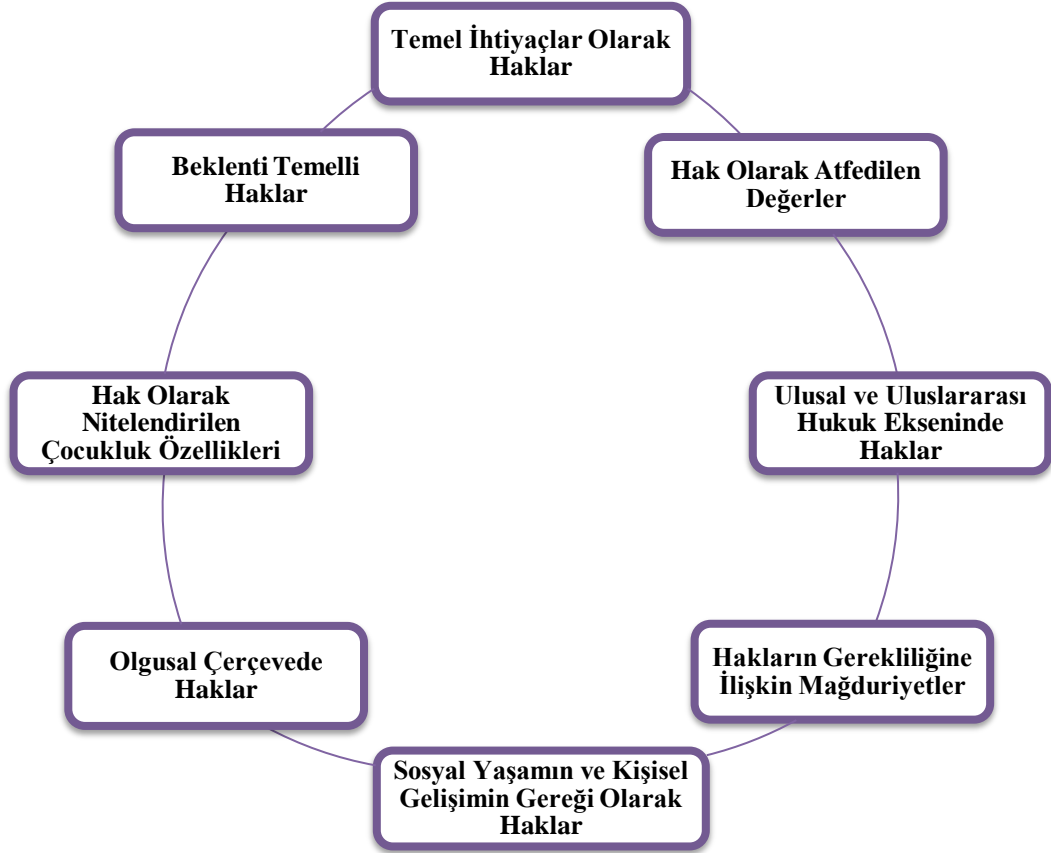 Temel İhtiyaçlar Olarak
Haklar
Hak Olarak Atfedilen
Değerler
Ulusal ve Uluslararası
Hukuk Ekseninde
Haklar
Hakların Gerekliliğine
İlişkin Mağduriyetler
Sosyal Yaşamın ve Kişisel
Gelişimin Gereği Olarak
Haklar
Olgusal Çerçevede
Haklar
Hak Olarak
Nitelendirilen
Çocukluk Özellikleri
Beklenti Temelli
Haklar